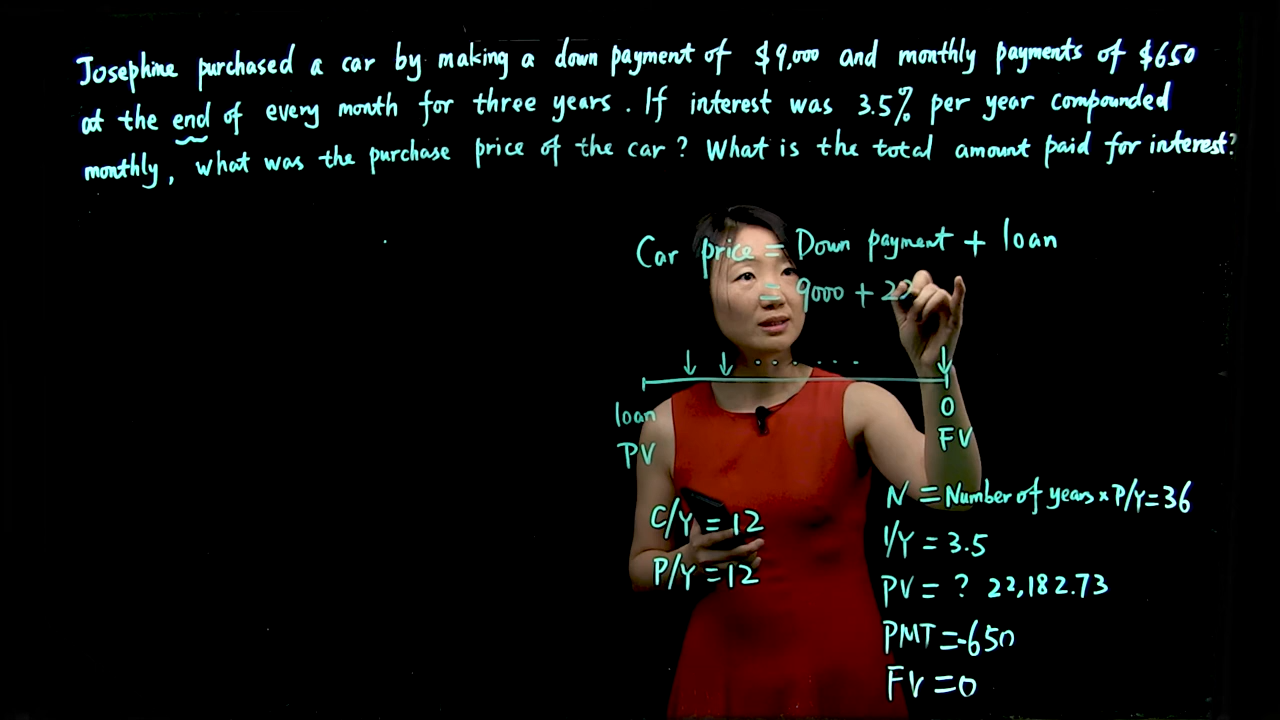 Josephine purchased a car by making a down payment of $9,000 and monthly payments of $650
at the end of every month for three years. If interest was 3.5% per year compounded
monthly, what was the purchase price of the car? What is the total amount paid for interest?
Car price = Down payment + loan
= 9000 + 22
loan
0
PV
FV
C/Y = 12
P/Y = 12
N = Number of years × P/Y = 36
I/Y = 3.5
PV = ? 22,182.73
PMT = -650
FV = 0